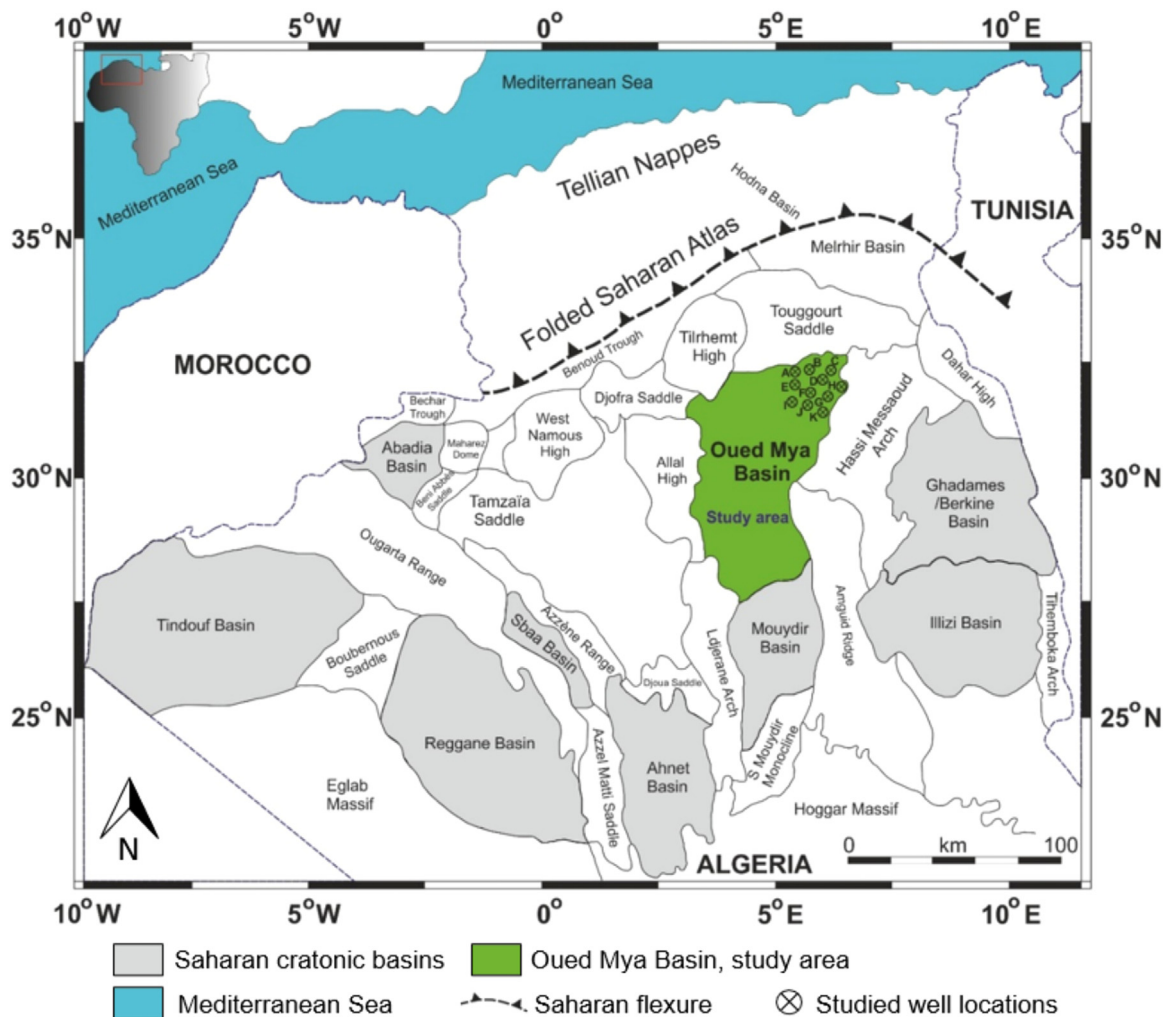 10°W
5°W
0°
5°E
10°E
Mediterranean Sea
Mediterranean Sea
Tellian Nappes
Hodna Basin
TUNISIA
35°N
35°N
Melrhir Basin
Folded Saharan Atlas
Touggourt
Saddle
Tilrhemt
High
Benoud Trough
MOROCCO
Dahar High
A
B
C
D
E
F
G
H
I
J
K
Djofra Saddle
Bechar
Trough
West
Namous
High
Hassi Messaoud
Arch
Abadia
Basin
Maharez
Dome
Oued Mya
Basin
Allal
High
30°N
30°N
Beni Abbes
Saddle
Tamzaïa
Saddle
Ghadames
/Berkine
Basin
Study area
Ougarta Range
Tindouf Basin
Boubernous
Saddle
Sbaa Basin
Azzène Range
Ldjerane Arch
Mouydir
Basin
Amguid Ridge
Illizi Basin
Tihemboka Arch
Djoua Saddle
25°N
25°N
Reggane Basin
Azzel Matti Saddle
Ahnet
Basin
S Mouydir
Monocline
Eglab
Massif
Hoggar Massif
N
0 km 100
ALGERIA
10°W
5°W
0°
5°E
10°E
Saharan cratonic basins
Oued Mya Basin, study area
Mediterranean Sea
Saharan flexure
Studied well locations